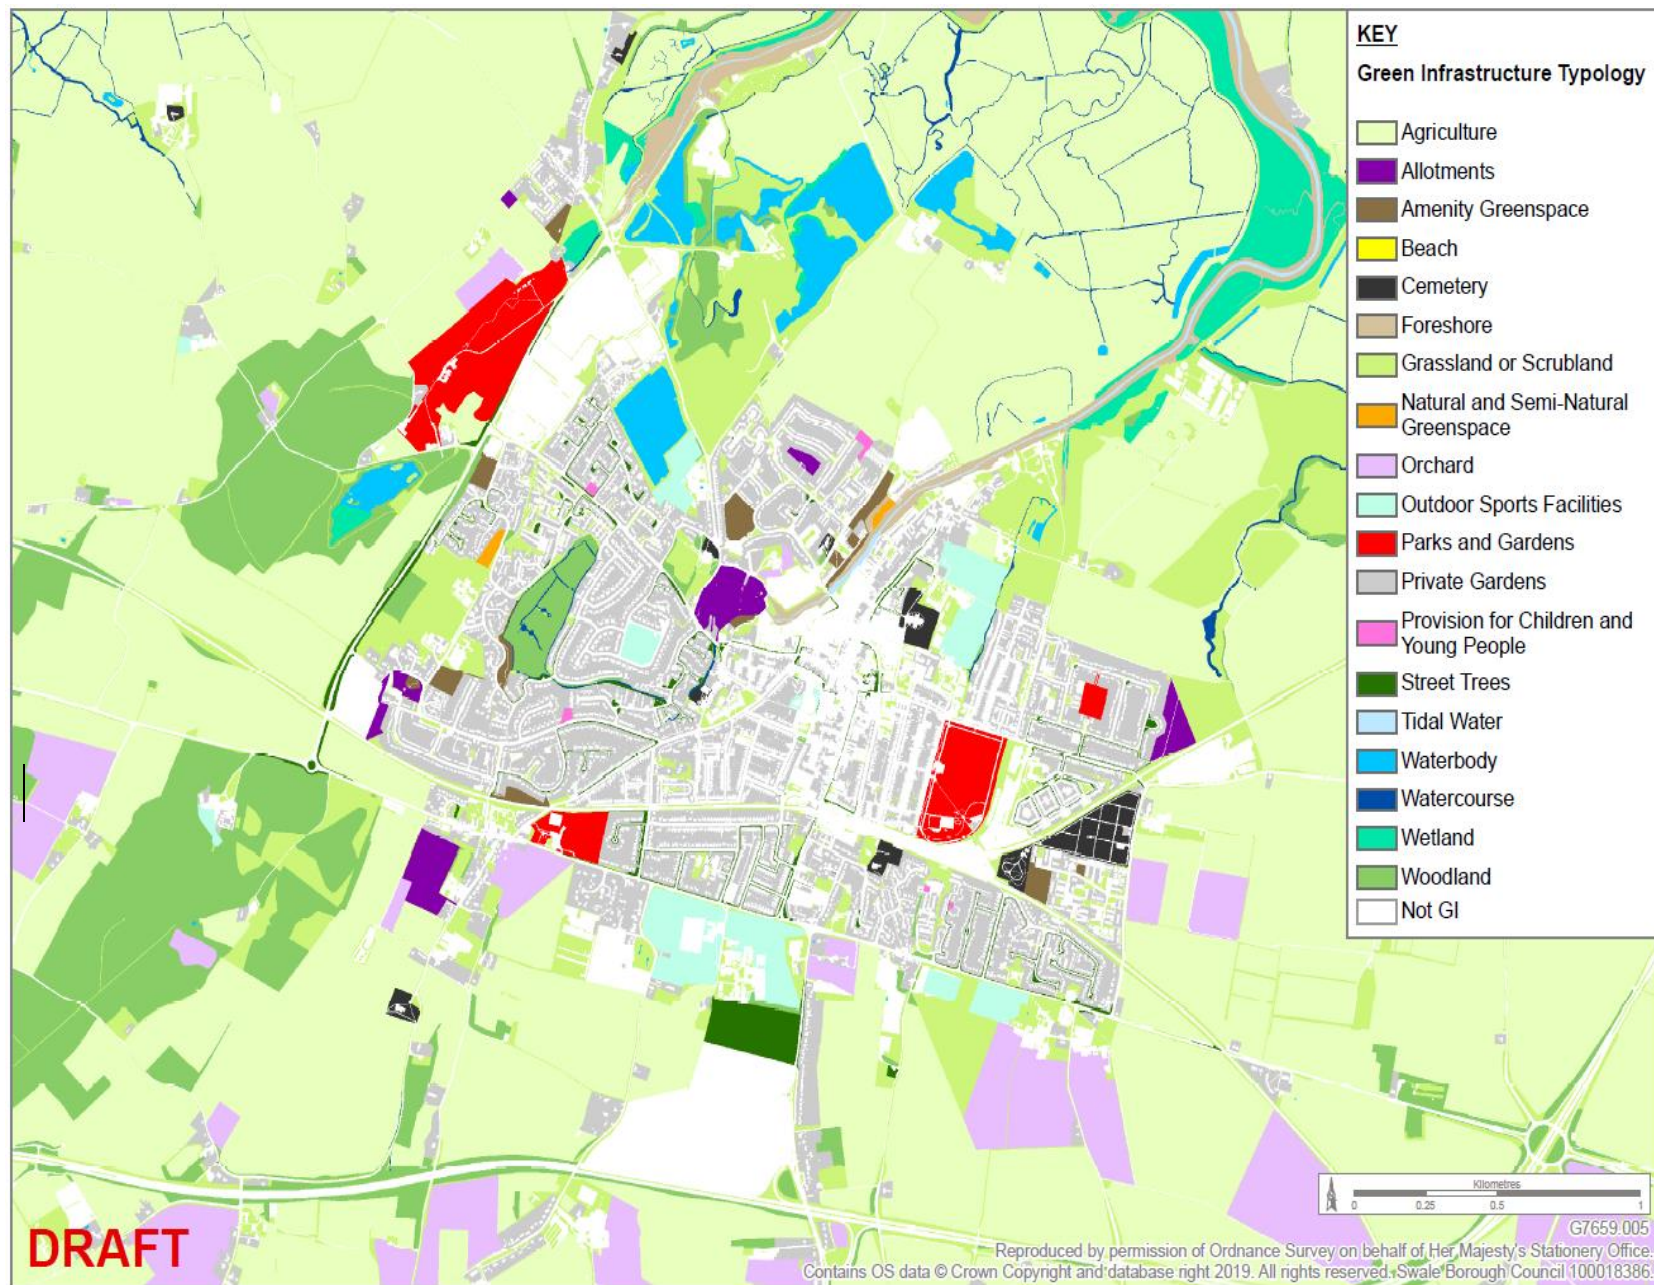 KEY
Green Infrastructure Typology
Agriculture
Allotments
Amenity Greenspace
Beach
Cemetery
Foreshore
Grassland or Scrubland
Natural and Semi-Natural
Greenspace
Orchard
Outdoor Sports Facilities
Parks and Gardens
Private Gardens
Provision for Children and
Young People
Street Trees
Tidal Water
Waterbody
Watercourse
Wetland
Woodland
Not GI
Kilometres
0 0.25 0.5 1
G7659.005
DRAFT
Reproduced by permission of Ordnance Survey on behalf of Her Majesty's Stationery Office.
Contains OS data © Crown Copyright and database right 2019. All rights reserved. Swale Borough Council 100018386.